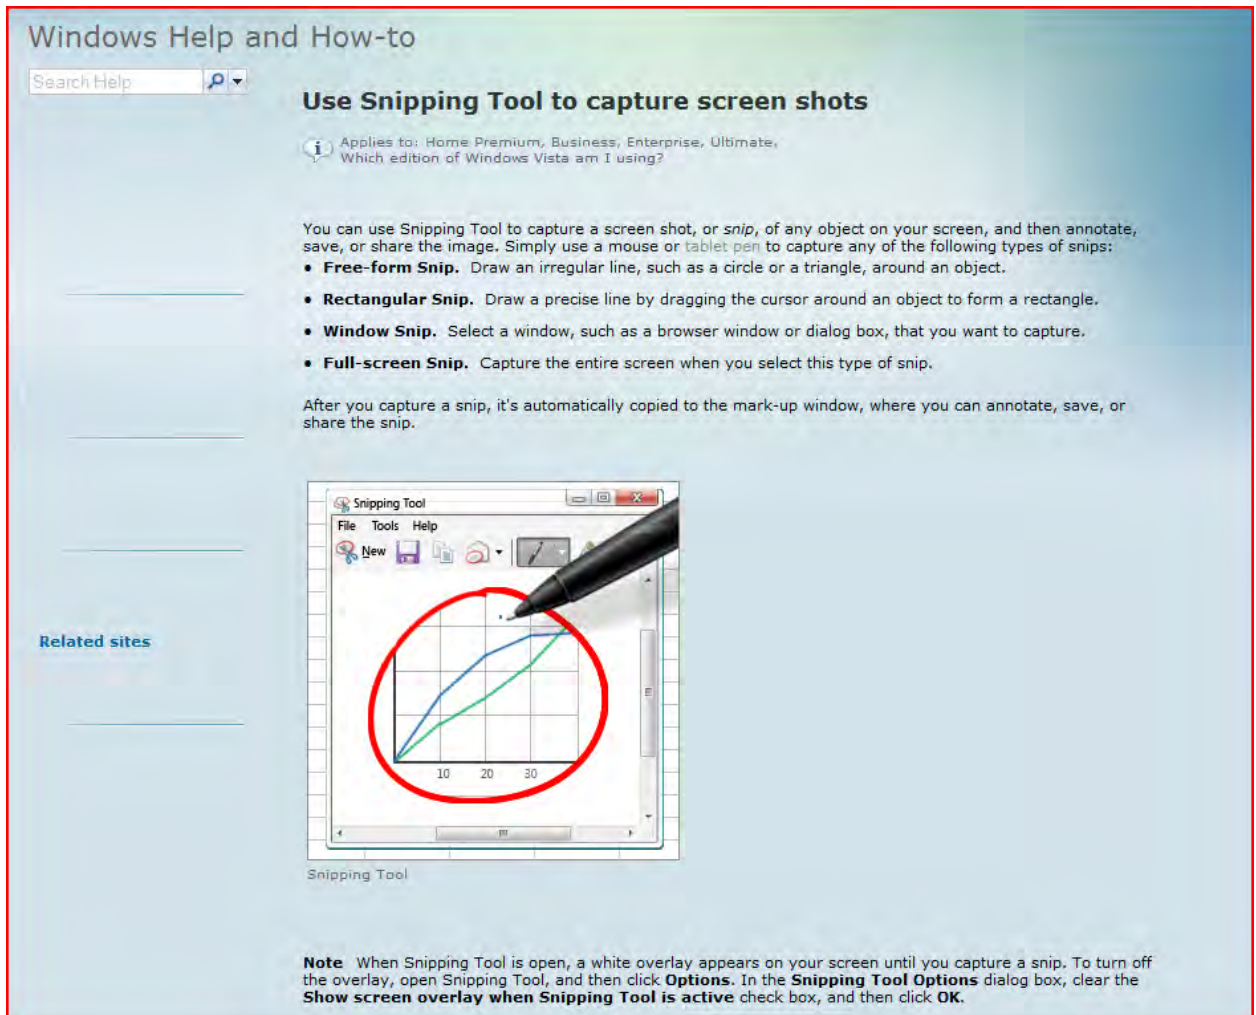 Windows Help and How-to
Search Help
Use Snipping Tool to capture screen shots
Applies to: Home Premium, Business, Enterprise, Ultimate,
Which edition of Windows Vista am I using?
You can use Snipping Tool to capture a screen shot, or snip, of any object on your screen, and then annotate,
save, or share the image. Simply use a mouse or tablet pen to capture any of the following types of snips:
• Free-form Snip. Draw an irregular line, such as a circle or a triangle, around an object.
• Rectangular Snip. Draw a precise line by dragging the cursor around an object to form a rectangle.
• Window Snip. Select a window, such as a browser window or dialog box, that you want to capture.
• Full-screen Snip. Capture the entire screen when you select this type of snip.
After you capture a snip, it's automatically copied to the mark-up window, where you can annotate, save, or
share the snip.
Snipping Tool
File Tools Help
New
Related sites
10 20 30
Snipping Tool
Note When Snipping Tool is open, a white overlay appears on your screen until you capture a snip. To turn off
the overlay, open Snipping Tool, and then click Options. In the Snipping Tool Options dialog box, clear the
Show screen overlay when Snipping Tool is active check box, and then click OK.